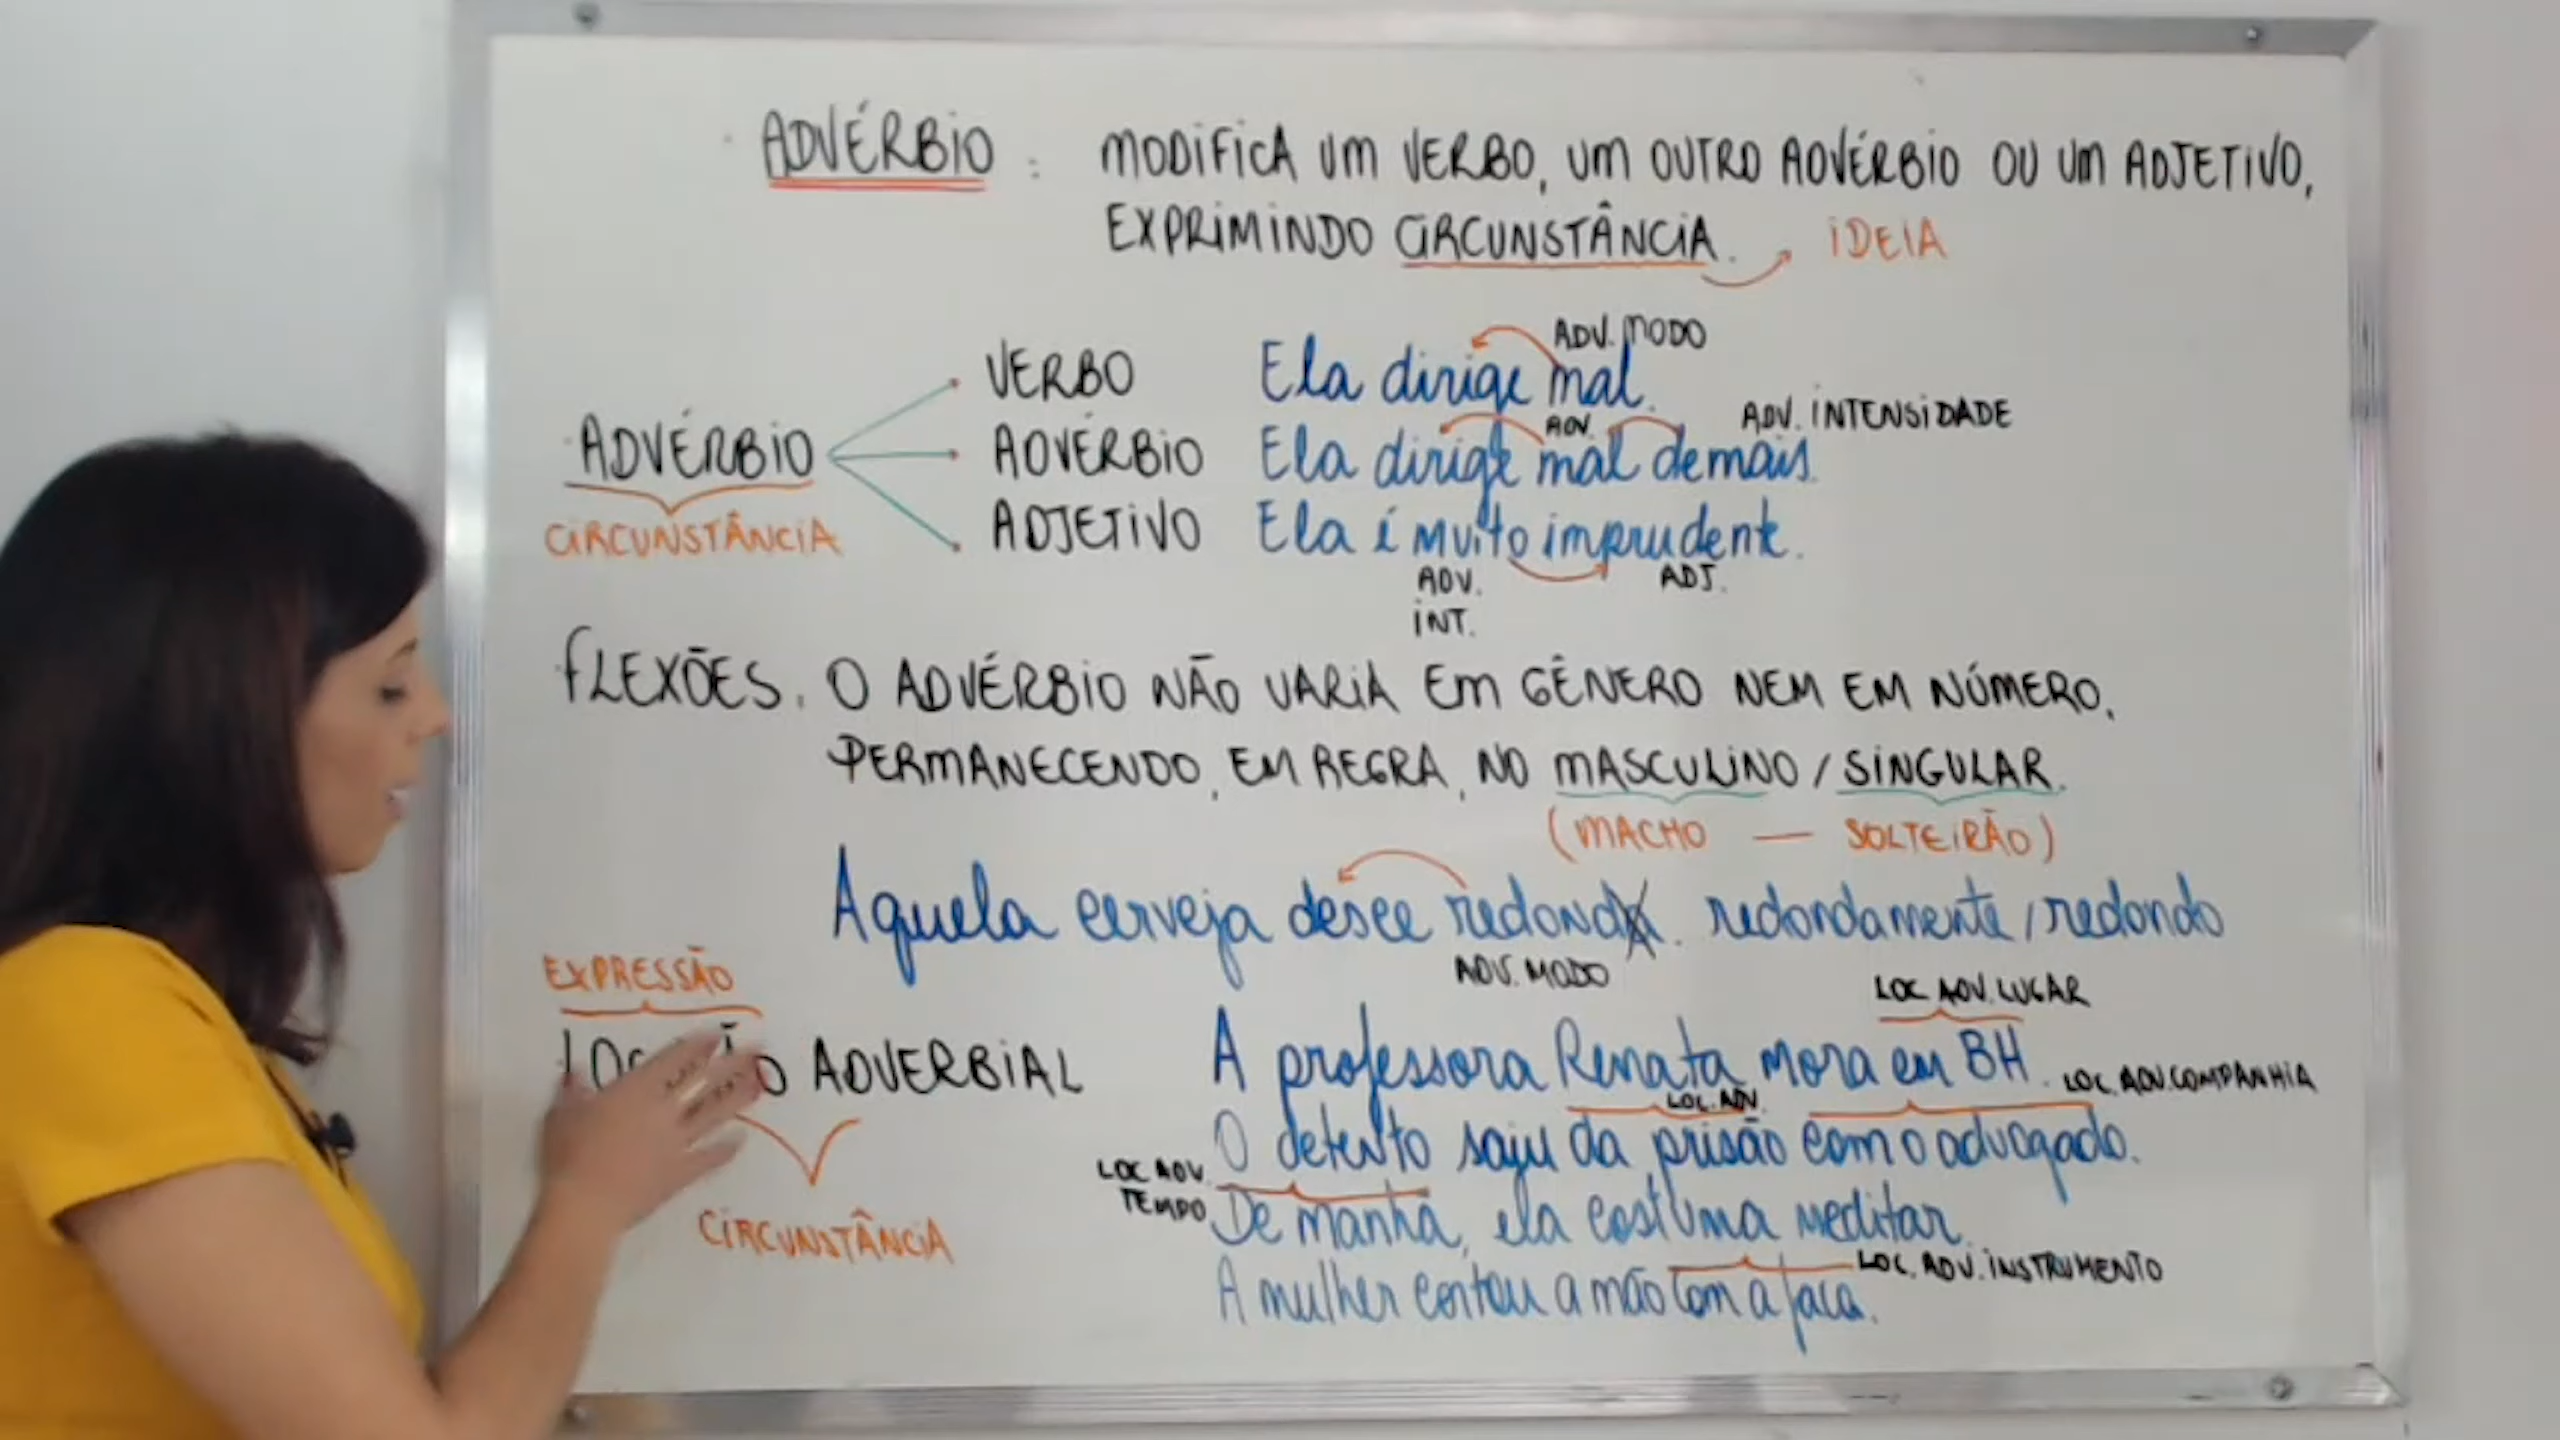 ADVÉRBIO: MODIFICA UM VERBO, UM OUTRO ADVÉRBIO OU UM ADJETIVO,
EXPRIMINDO CIRCUNSTÂNCIA. IDEIA
ADV. MODO
VERBO Ela dirige mal.
ADV. ADV. INTENSIDADE
ADVÉRBIO ADVÉRBIO Ela dirige mal demais.
CIRCUNSTÂNCIA ADJETIVO Ela é muito imprudente.
ADV. ADJ.
INT.
FLEXÕES. O ADVÉRBIO NÃO VARIA EM GÊNERO NEM EM NÚMERO,
PERMANECENDO, EM REGRA, NO MASCULINO / SINGULAR.
(MACHO — SOLTEIRÃO)
Aquela cerveja desce redonda. redondamente / redondo
EXPRESSÃO ADV. MODO
LOC. ADV. LUGAR
ADVERBIAL A professora Renata mora em BH.
LOC. ADV. LOC. ADV. COMPANHIA
O detento saiu da prisão com o advogado.
LOC ADV.
TEMPO De manhã, ela costuma meditar.
CIRCUNSTÂNCIA
LOC. ADV. INSTRUMENTO
A mulher cortou a mão com a faca.